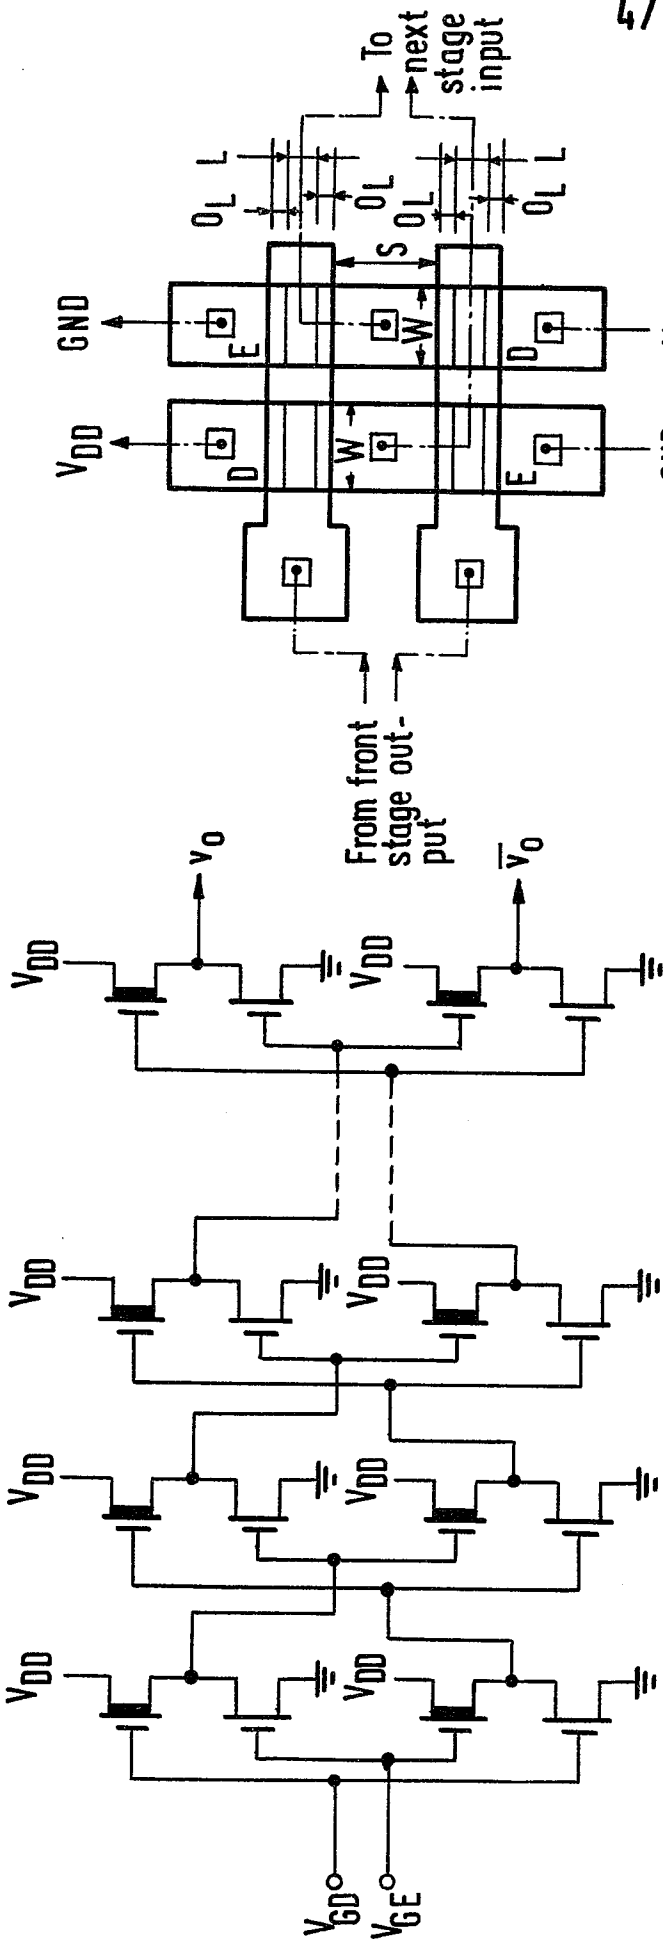 4/
To
next
stage
input
GND
V_DD
O_L
L
O_L
O_L
L
O_L
S
E
W
D
D
W
E
From front
stage out-
put
V_DD
V_O
V_DD
V̅_O
V_DD
V_DD
V_DD
V_DD
V_DD
V_DD
V_GD
V_GE